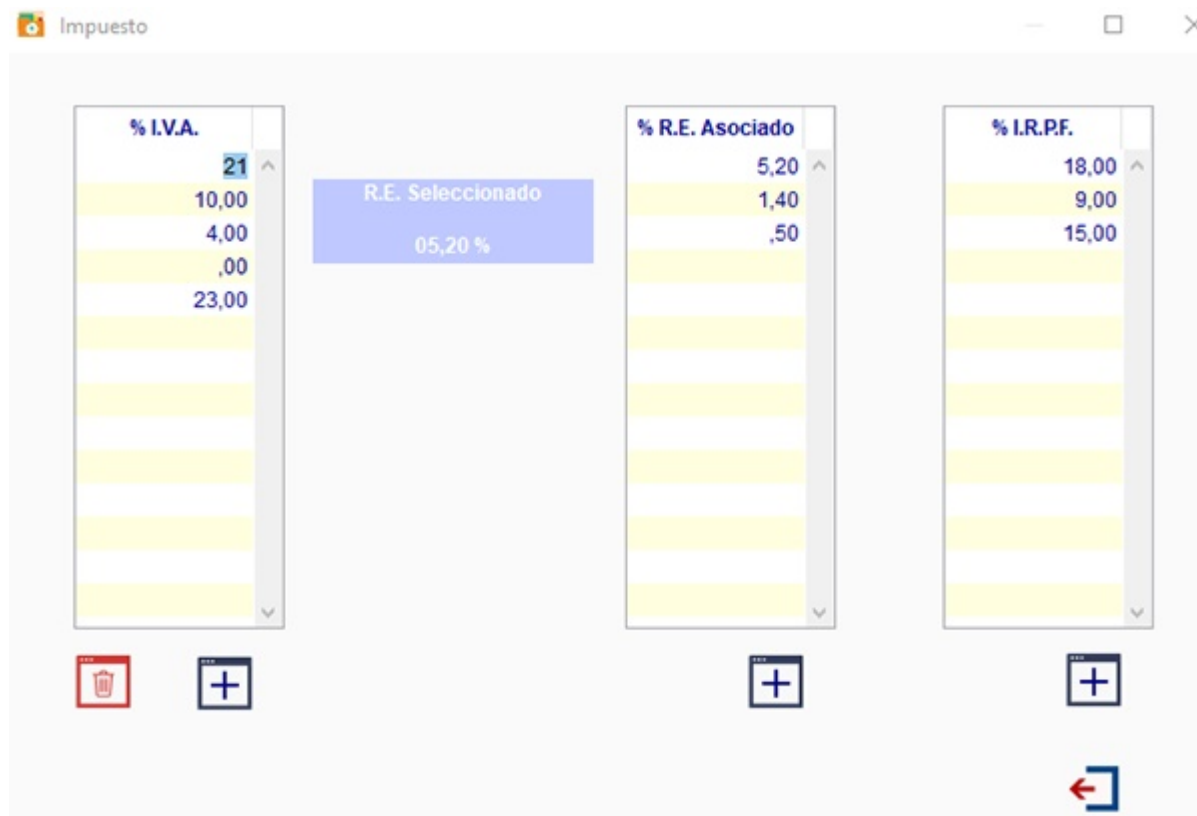 Impuesto
% I.V.A.
21
10,00
4,00
,00
23,00
R.E. Seleccionado
05,20 %
% R.E. Asociado
5,20
1,40
,50
% I.R.P.F.
18,00
9,00
15,00